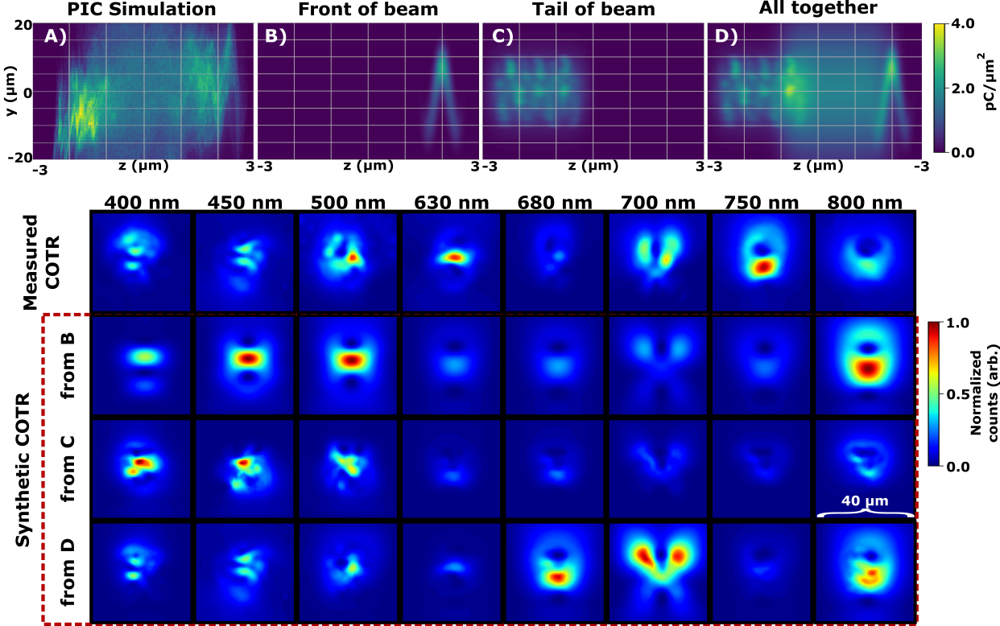 PIC Simulation Front of beam Tail of beam All together
A) B) C) D)
20
0
-20
y (µm)
-3 z (µm) 3 -3 z (µm) 3 -3 z (µm) 3 -3 z (µm) -3
4.0
2.0
0.0
pC/µm²
400 nm 450 nm 500 nm 630 nm 680 nm 700 nm 750 nm 800 nm
Measured
COTR
Synthetic COTR
from B
from C
from D
40 µm
1.0
0.5
0.0
Normalized
counts (arb.)